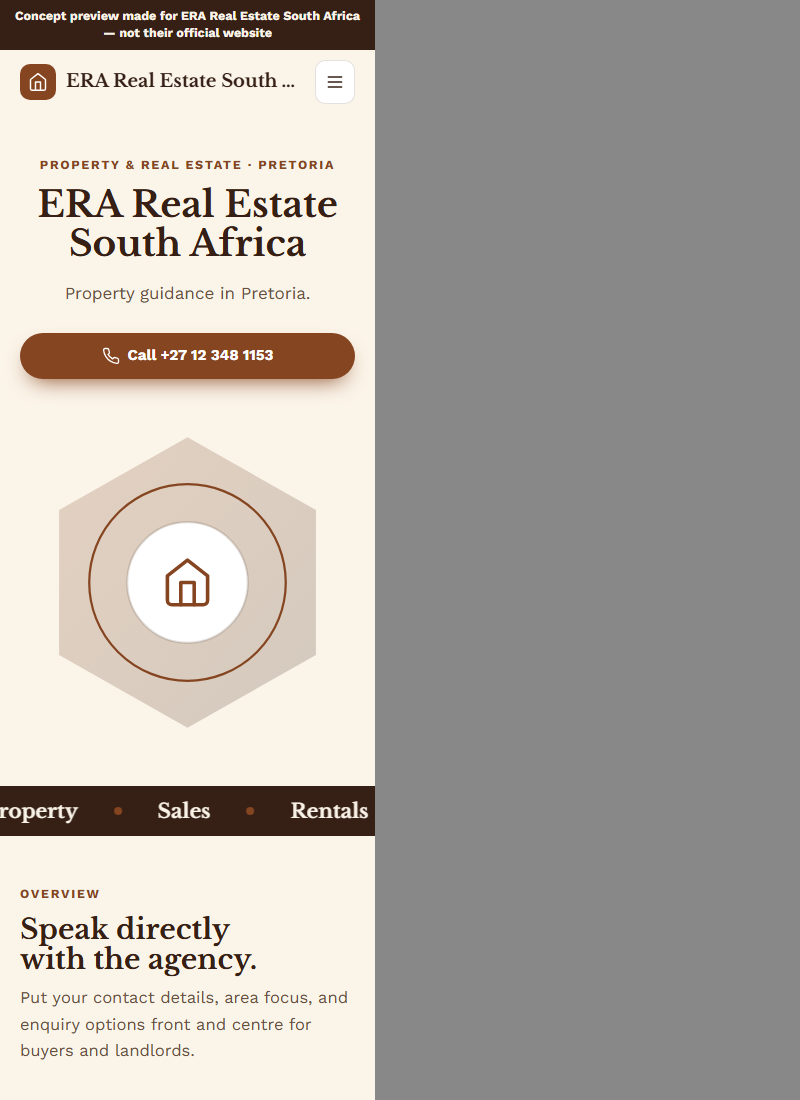 Concept preview made for ERA Real Estate South Africa
— not their official website
ERA Real Estate South ...
PROPERTY & REAL ESTATE · PRETORIA
ERA Real Estate
South Africa
Property guidance in Pretoria.
Call +27 12 348 1153
roperty • Sales • Rentals
OVERVIEW
Speak directly
with the agency.
Put your contact details, area focus, and
enquiry options front and centre for
buyers and landlords.